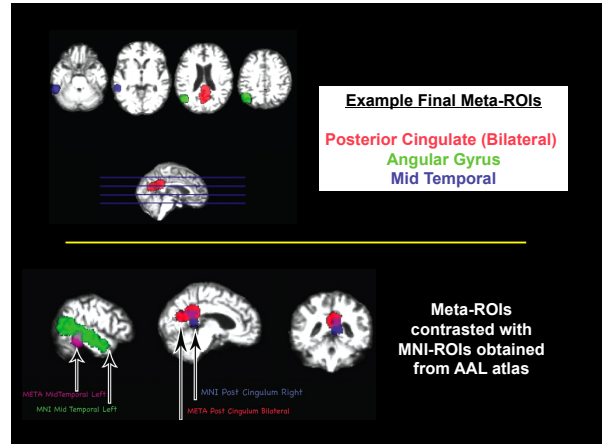 Example Final Meta-ROIs
Posterior Cingulate (Bilateral)
Angular Gyrus
Mid Temporal
Meta-ROIs
contrasted with
MNI-ROIs obtained
from AAL atlas
META MidTemporal Left
MNI Post Cingulum Right
MNI Mid Temporal Left
META Post Cingulum Bilateral